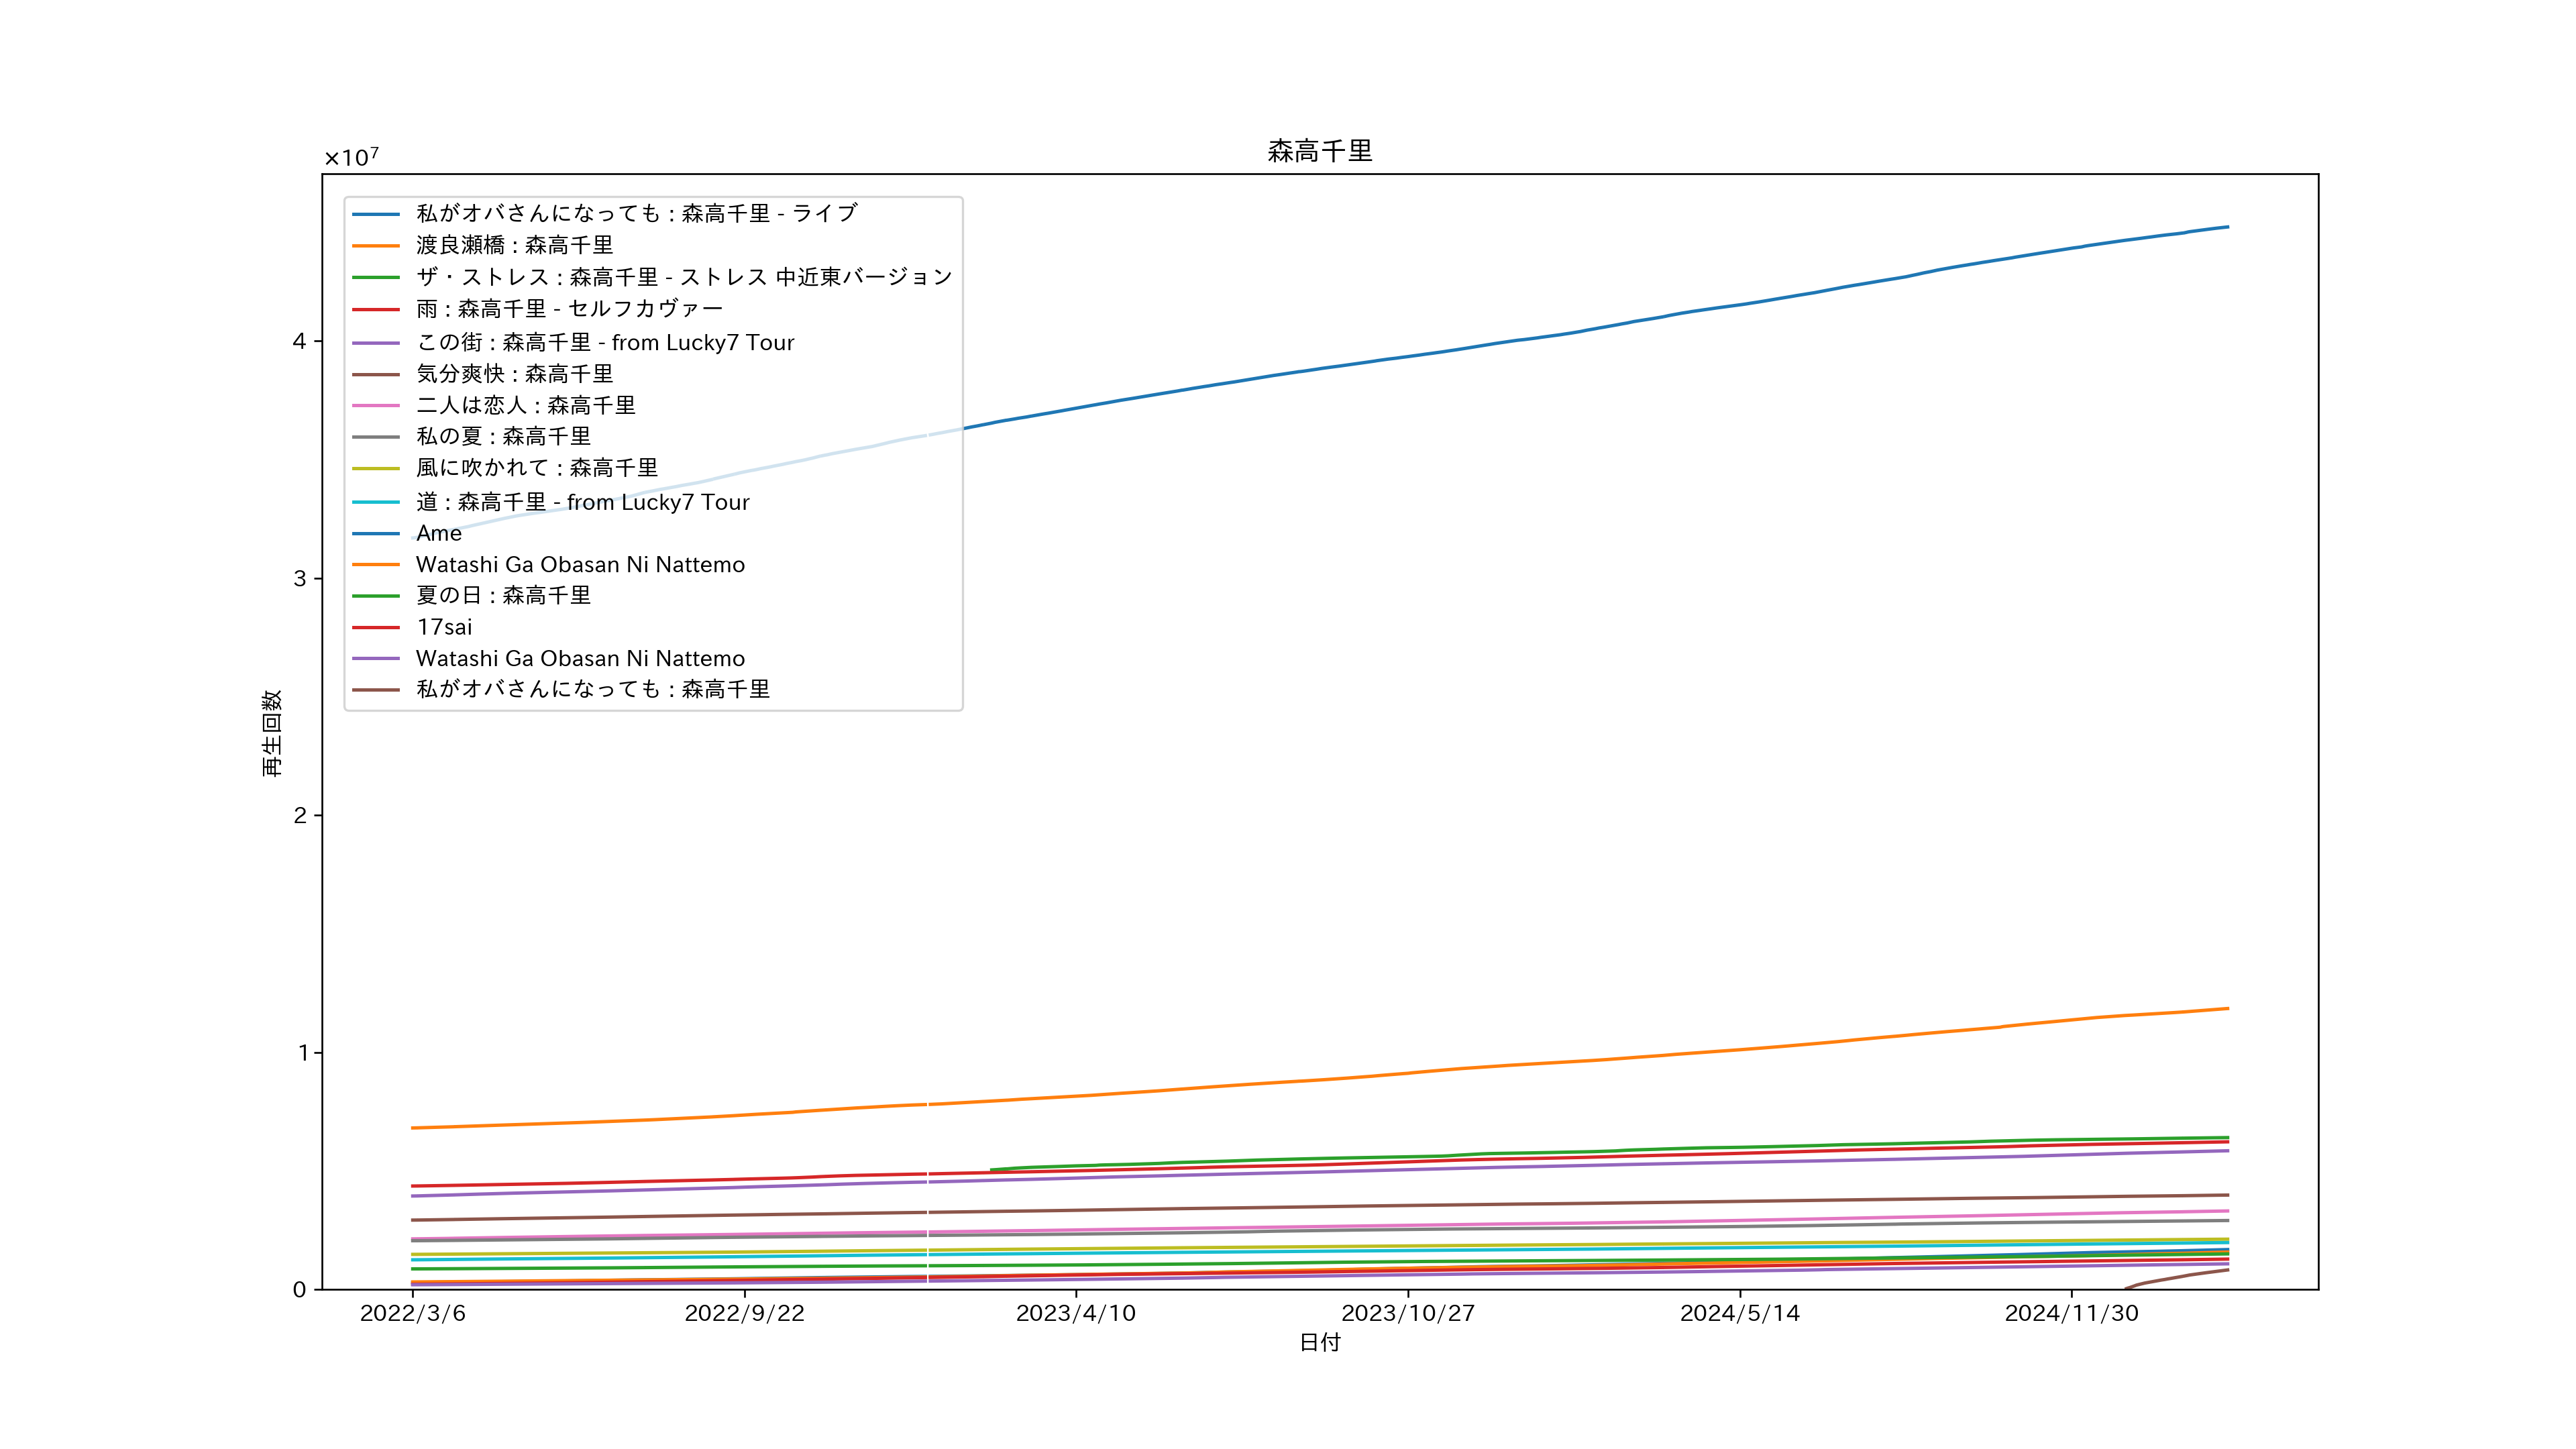 森高千里
×10⁷
私がオバさんになっても : 森高千里 - ライブ
渡良瀬橋 : 森高千里
ザ・ストレス : 森高千里 - ストレス 中近東バージョン
雨 : 森高千里 - セルフカヴァー
この街 : 森高千里 - from Lucky7 Tour
気分爽快 : 森高千里
二人は恋人 : 森高千里
私の夏 : 森高千里
風に吹かれて : 森高千里
道 : 森高千里 - from Lucky7 Tour
Ame
Watashi Ga Obasan Ni Nattemo
夏の日 : 森高千里
17sai
Watashi Ga Obasan Ni Nattemo
私がオバさんになっても : 森高千里
4
3
2
1
0
再生回数
2022/3/6 2022/9/22 2023/4/10 2023/10/27 2024/5/14 2024/11/30
日付